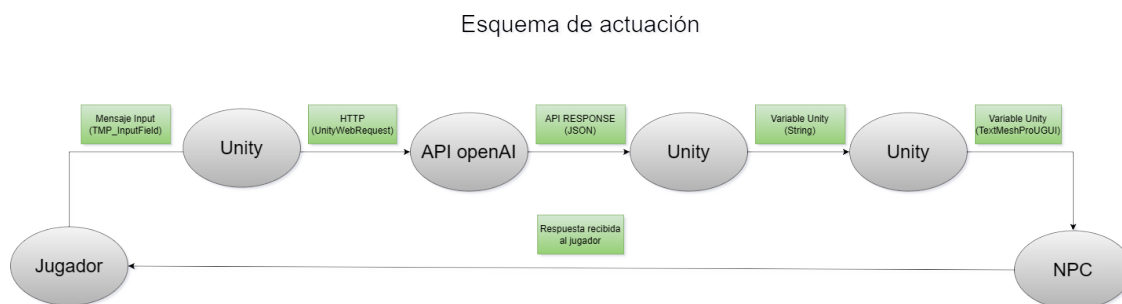 Esquema de actuación
Mensaje Input
(TMP_InputField)
HTTP
(UnityWebRequest)
API RESPONSE
(JSON)
Variable Unity
(String)
Variable Unity
(TextMeshProUGUI)
Unity
API openAI
Unity
Unity
Respuesta recibida
al jugador
Jugador
NPC